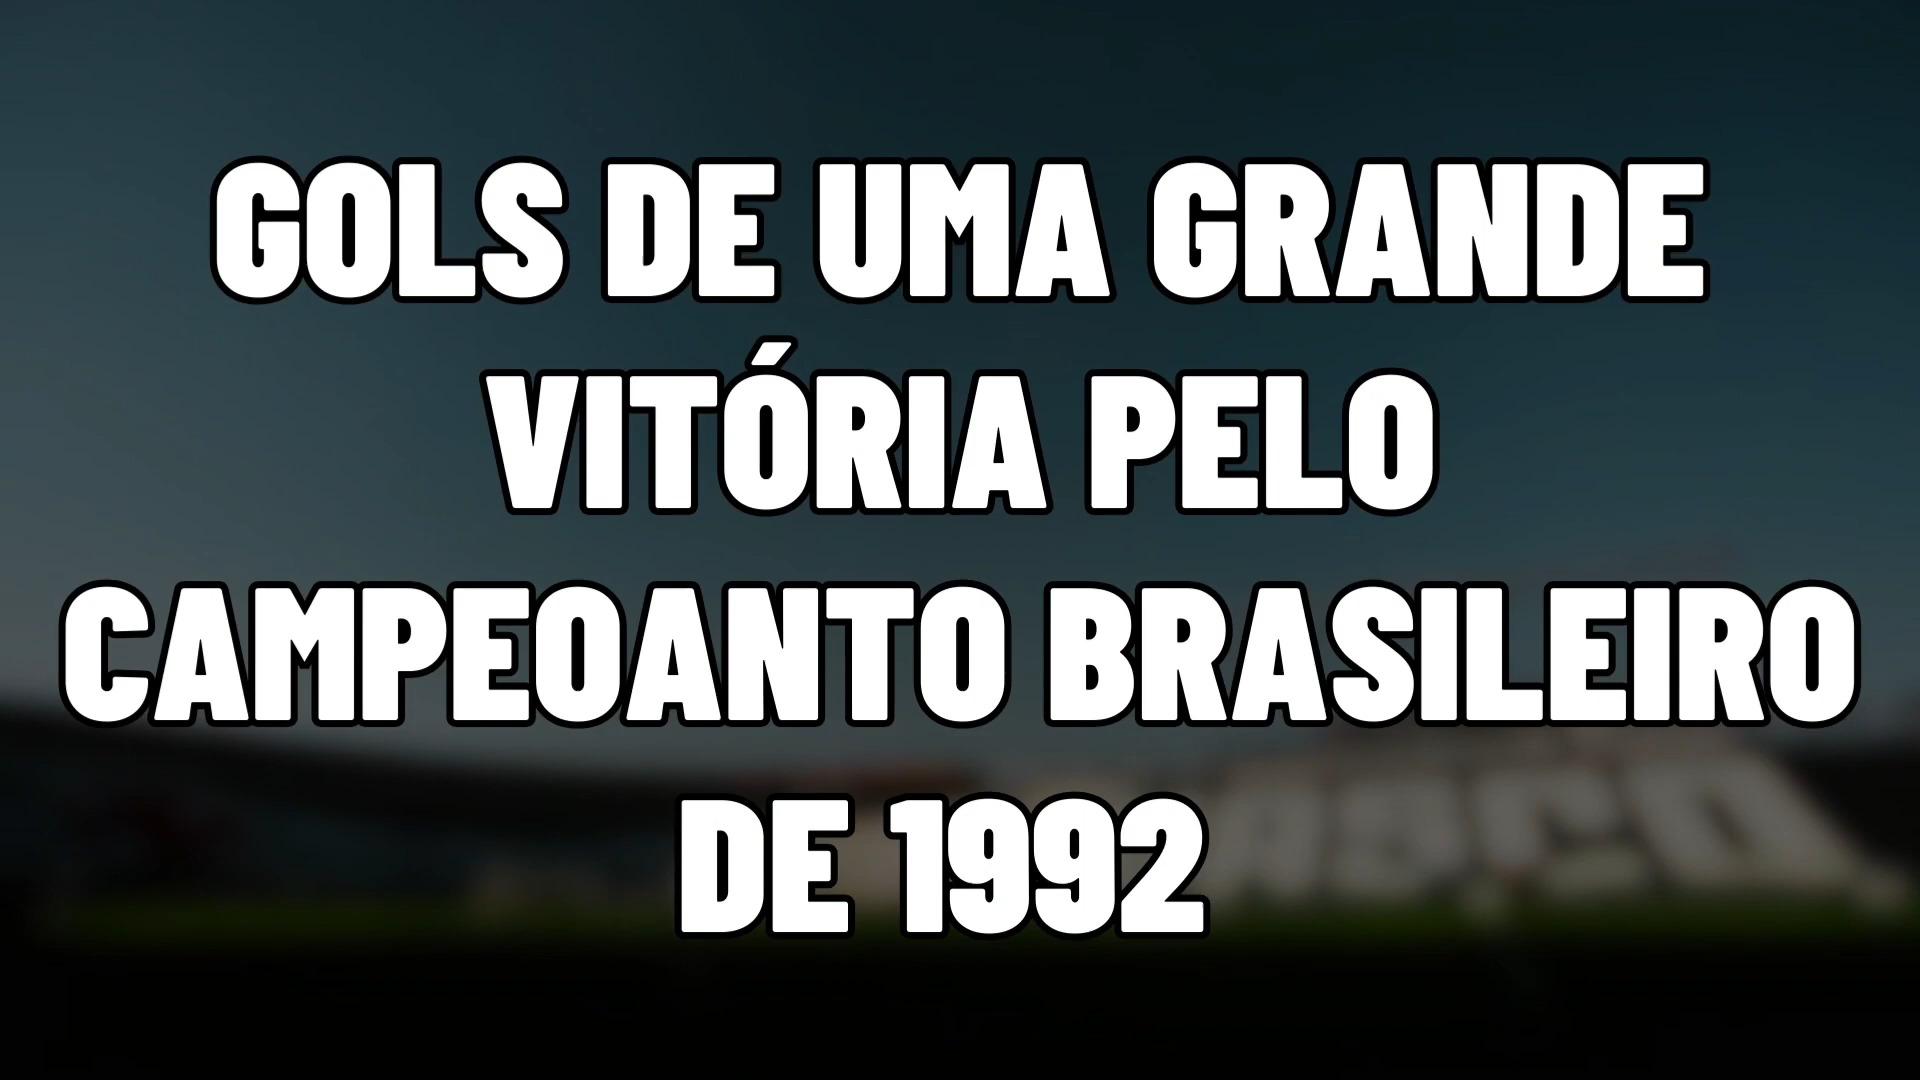 GOLS DE UMA GRANDE
VITÓRIA PELO
CAMPEOANTO BRASILEIRO
DE 1992